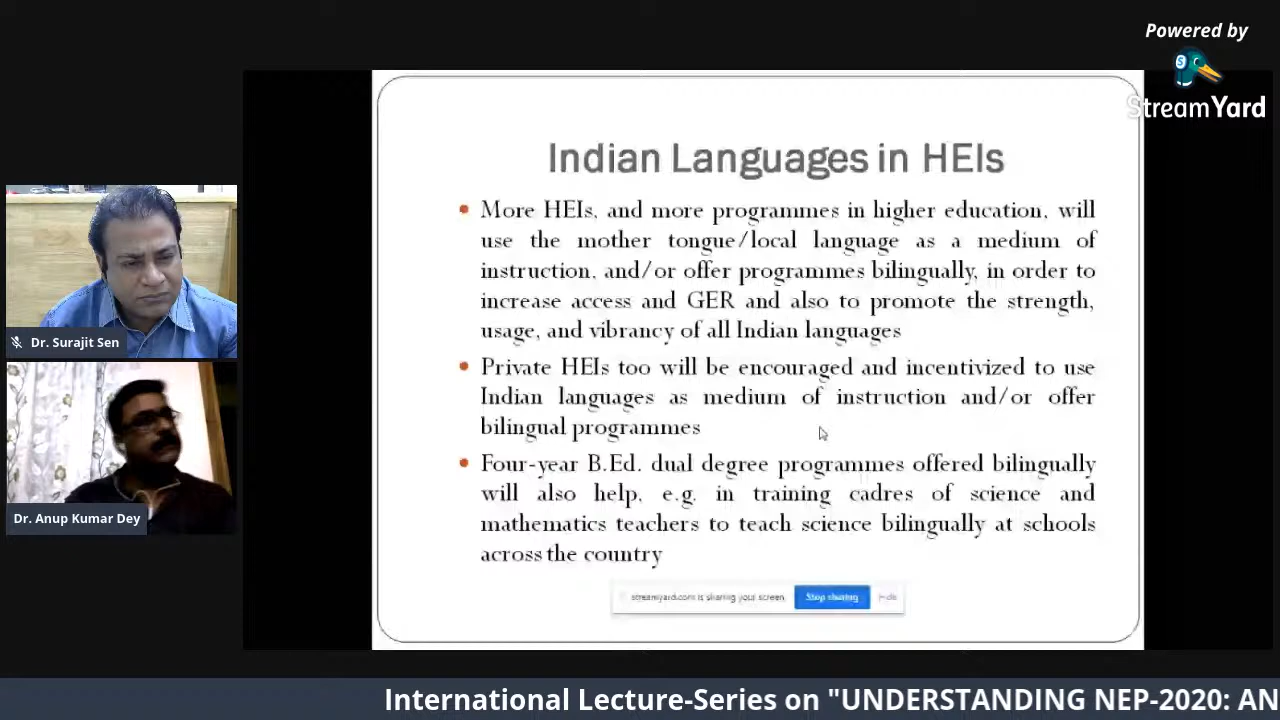 Powered by
StreamYard
Indian Languages in HEIs
• More HEIs, and more programmes in higher education, will
use the mother tongue/local language as a medium of
instruction, and/or offer programmes bilingually, in order to
increase access and GER and also to promote the strength,
usage, and vibrancy of all Indian languages
• Private HEIs too will be encouraged and incentivized to use
Indian languages as medium of instruction and/or offer
bilingual programmes
• Four-year B.Ed. dual degree programmes offered bilingually
will also help, e.g. in training cadres of science and
mathematics teachers to teach science bilingually at schools
across the country
streamyard.com is sharing your screen. Stop sharing Hide
Dr. Surajit Sen
Dr. Anup Kumar Dey
International Lecture-Series on "UNDERSTANDING NEP-2020: AN